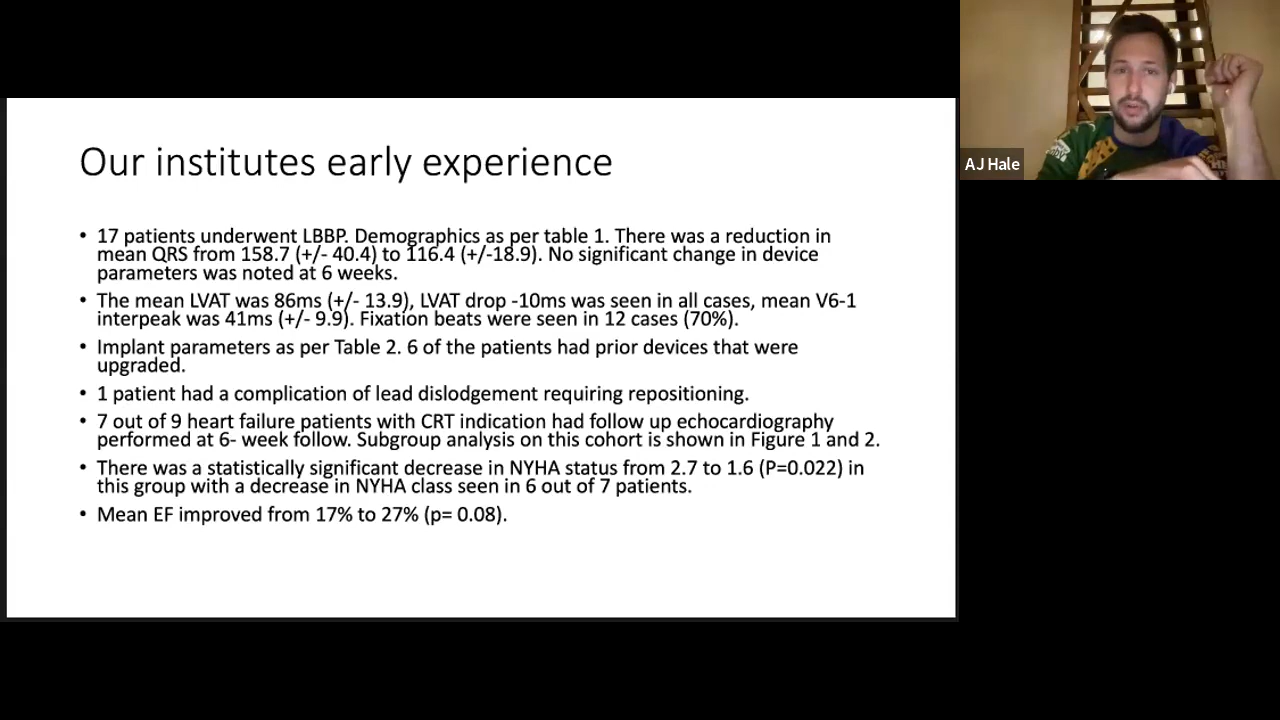 Our institutes early experience
• 17 patients underwent LBBP. Demographics as per table 1. There was a reduction in
mean QRS from 158.7 (+/- 40.4) to 116.4 (+/-18.9). No significant change in device
parameters was noted at 6 weeks.
• The mean LVAT was 86ms (+/- 13.9), LVAT drop -10ms was seen in all cases, mean V6-1
interpeak was 41ms (+/- 9.9). Fixation beats were seen in 12 cases (70%).
• Implant parameters as per Table 2. 6 of the patients had prior devices that were
upgraded.
• 1 patient had a complication of lead dislodgement requiring repositioning.
• 7 out of 9 heart failure patients with CRT indication had follow up echocardiography
performed at 6- week follow. Subgroup analysis on this cohort is shown in Figure 1 and 2.
• There was a statistically significant decrease in NYHA status from 2.7 to 1.6 (P=0.022) in
this group with a decrease in NYHA class seen in 6 out of 7 patients.
• Mean EF improved from 17% to 27% (p= 0.08).
AJ Hale